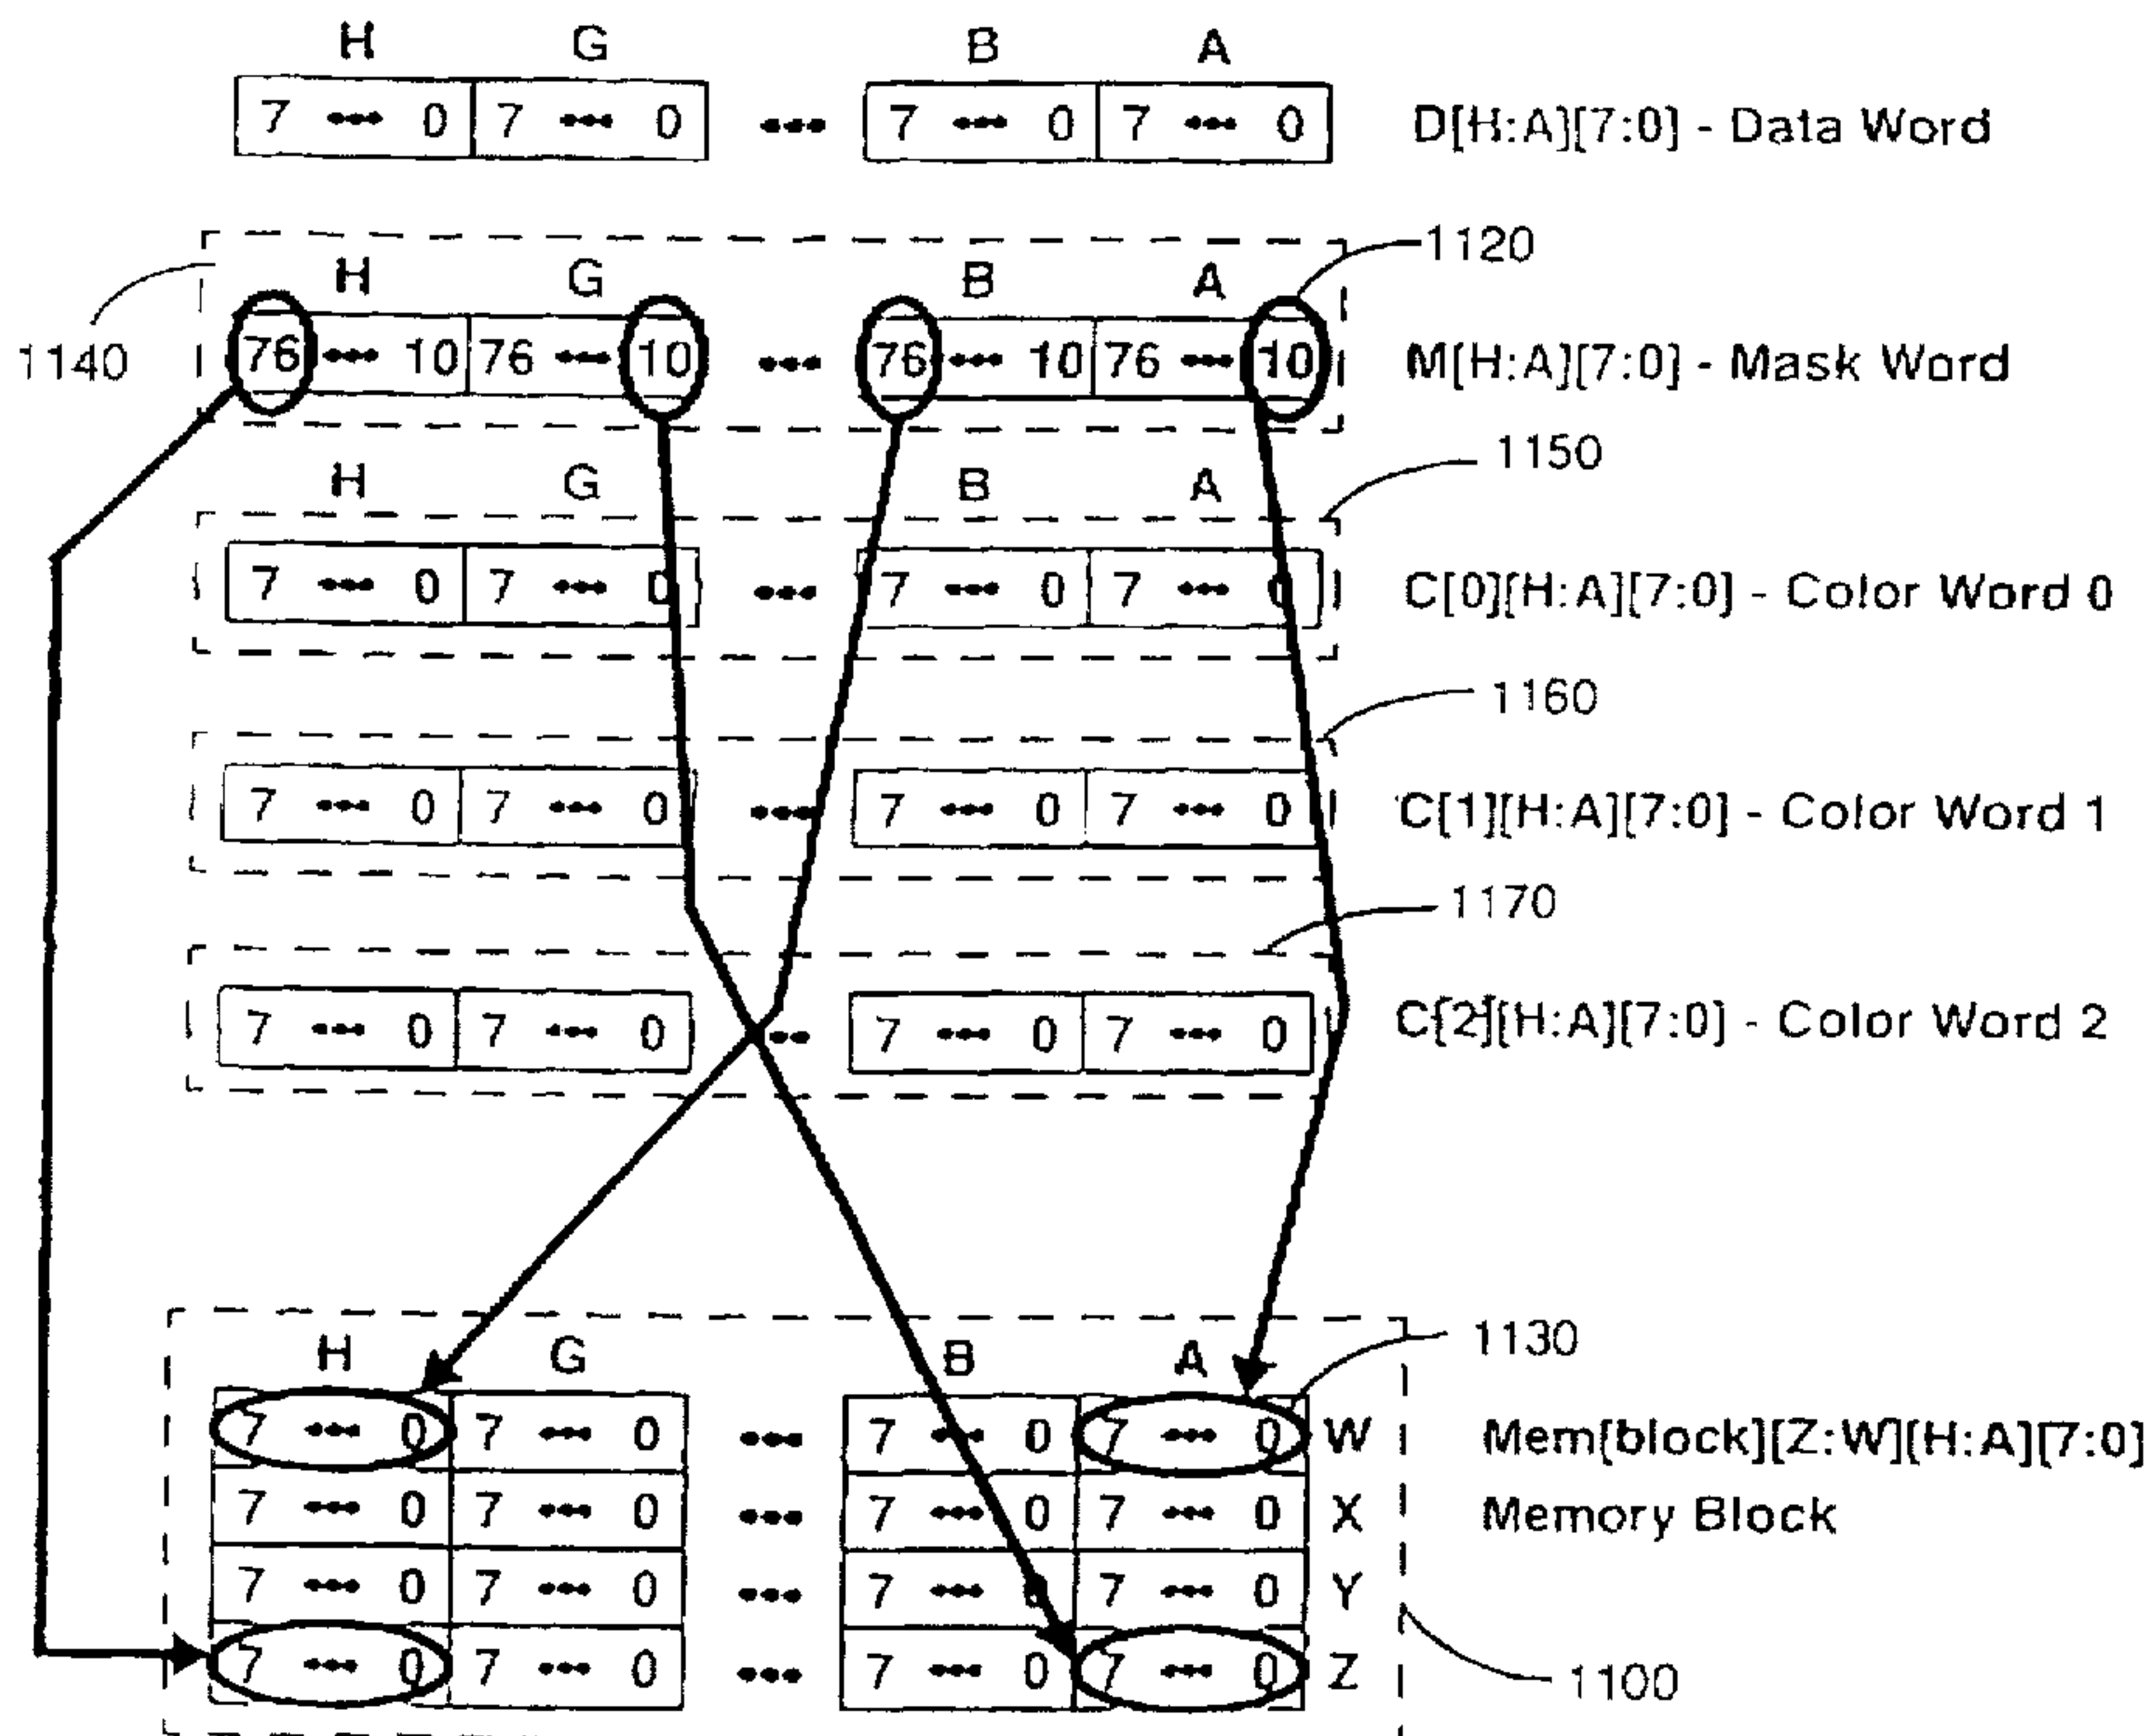 H G B A
7 ••• 0 7 ••• 0 ••• 7 ••• 0 7 ••• 0 D[H:A][7:0] - Data Word
1120
H G B A
1140 76 ••• 10 76 ••• 10 ••• 76 ••• 10 76 ••• 10 M[H:A][7:0] - Mask Word
1150
H G B A
7 ••• 0 7 ••• 0 ••• 7 ••• 0 7 ••• 0 C[0][H:A][7:0] - Color Word 0
1160
7 ••• 0 7 ••• 0 ••• 7 ••• 0 7 ••• 0 C[1][H:A][7:0] - Color Word 1
1170
7 ••• 0 7 ••• 0 ••• 7 ••• 0 7 ••• 0 C[2][H:A][7:0] - Color Word 2
1130
H G B A
7 ••• 0 7 ••• 0 ••• 7 ••• 0 7 ••• 0 W Mem[block][Z:W][H:A][7:0]
7 ••• 0 7 ••• 0 ••• 7 ••• 0 7 ••• 0 X Memory Block
7 ••• 0 7 ••• 0 ••• 7 ••• 0 7 ••• 0 Y
7 ••• 0 7 ••• 0 ••• 7 ••• 0 7 ••• 0 Z
1100